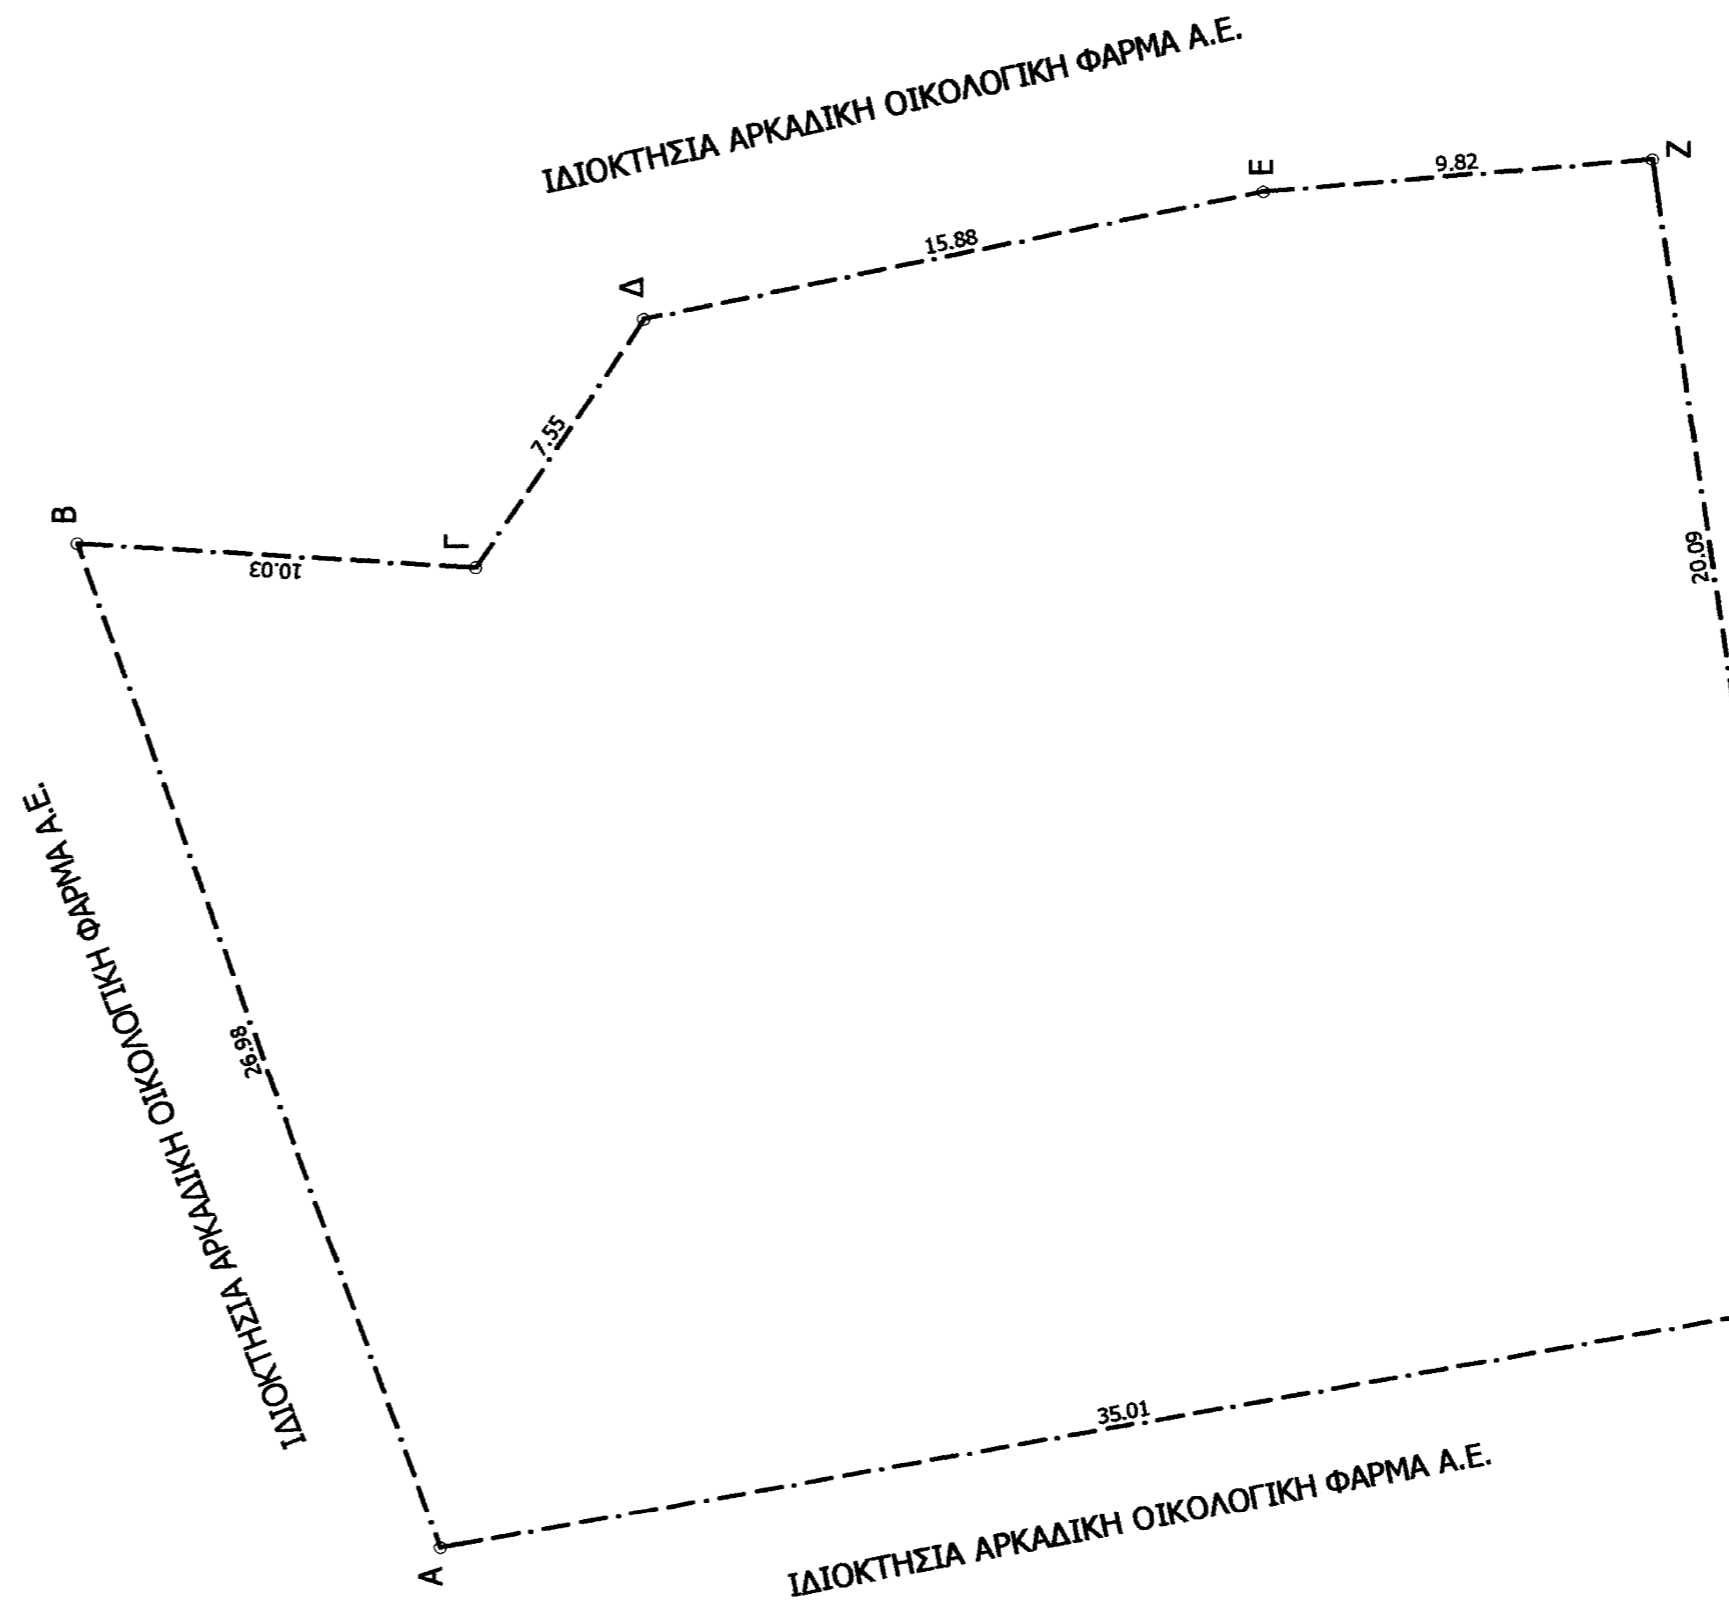 ΙΔΙΟΚΤΗΣΙΑ ΑΡΚΑΔΙΚΗ ΟΙΚΟΛΟΓΙΚΗ ΦΑΡΜΑ Α.Ε.
Z
9.82
E
15.88
Δ
7.55
B
Γ
10.03
20.09
ΙΔΙΟΚΤΗΣΙΑ ΑΡΚΑΔΙΚΗ ΟΙΚΟΛΟΓΙΚΗ ΦΑΡΜΑ Α.Ε.
26.98
35.01
ΙΔΙΟΚΤΗΣΙΑ ΑΡΚΑΔΙΚΗ ΟΙΚΟΛΟΓΙΚΗ ΦΑΡΜΑ Α.Ε.
A